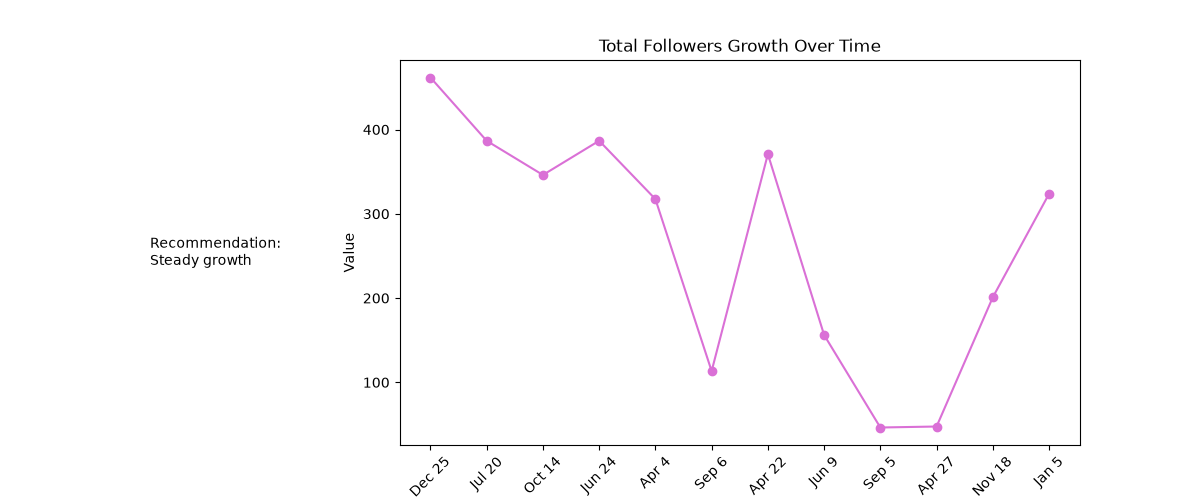 Total Followers Growth Over Time
Recommendation:
Steady growth
Value
400
300
200
100
Dec 25
Jul 20
Oct 14
Jun 24
Apr 4
Sep 6
Apr 22
Jun 9
Sep 5
Apr 27
Nov 18
Jan 5